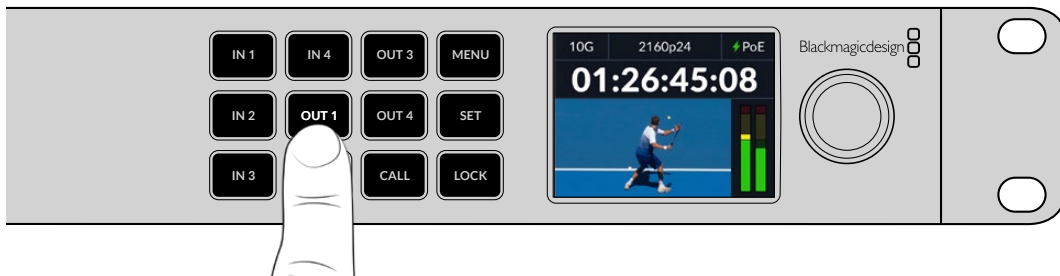 IN 1 IN 4 OUT 3 MENU
IN 2 OUT 1 OUT 4 SET
IN 3 CALL LOCK
10G 2160p24 PoE
01:26:45:08
Blackmagicdesign